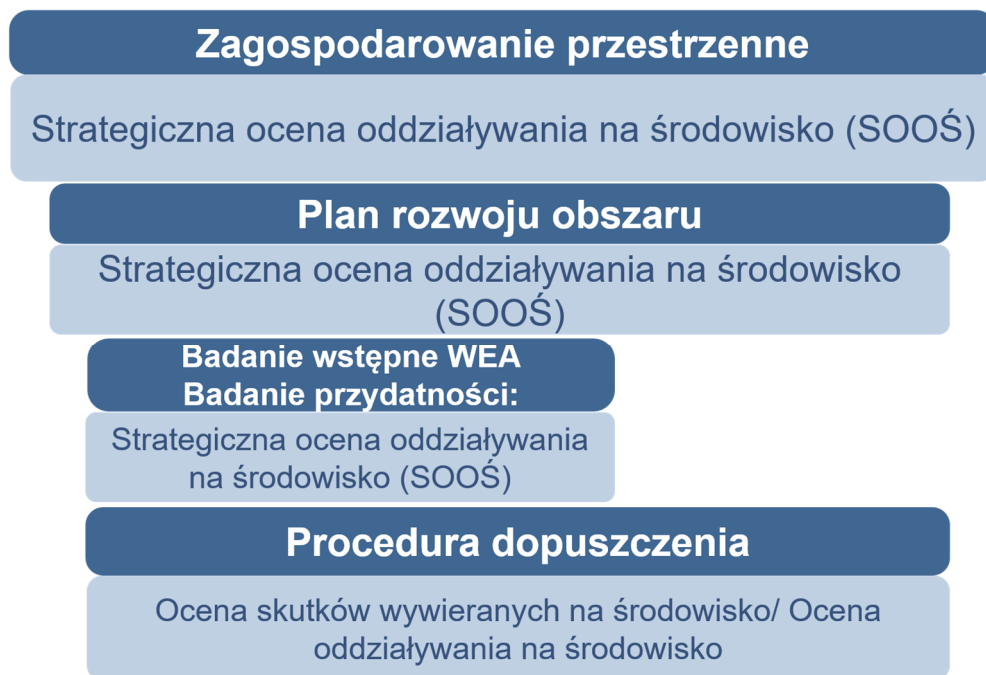 Zagospodarowanie przestrzenne
Strategiczna ocena oddziaływania na środowisko (SOOŚ)
Plan rozwoju obszaru
Strategiczna ocena oddziaływania na środowisko
(SOOŚ)
Badanie wstępne WEA
Badanie przydatności:
Strategiczna ocena oddziaływania
na środowisko (SOOŚ)
Procedura dopuszczenia
Ocena skutków wywieranych na środowisko/ Ocena
oddziaływania na środowisko